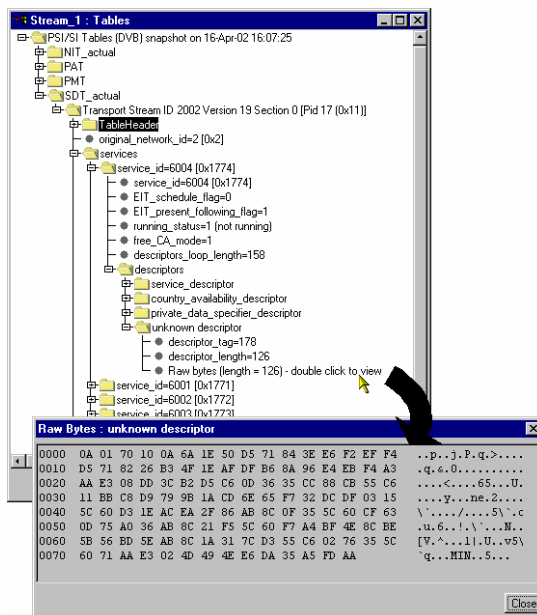 Stream_1 : Tables
PSI/SI Tables (DVB) snapshot on 16-Apr-02 16:07:25
NIT_actual
PAT
PMT
SDT_actual
Transport Stream ID 2002 Version 19 Section 0 [Pid 17 (0x11)]
TableHeader
original_network_id=2 [0x2]
services
service_id=6004 [0x1774]
service_id=6004 [0x1774]
EIT_schedule_flag=0
EIT_present_following_flag=1
running_status=1 (not running)
free_CA_mode=1
descriptors_loop_length=158
descriptors
service_descriptor
country_availability_descriptor
private_data_specifier_descriptor
unknown descriptor
descriptor_tag=178
descriptor_length=126
Raw bytes (length = 126) - double click to view
service_id=6001 [0x1771]
service_id=6002 [0x1772]
service_id=6003 [0x1773]
Raw Bytes : unknown descriptor
0000 0A 01 70 10 0A 6A 1E 50 D5 71 84 3E E6 F2 EF F4 ..p..j.P.q.>....
0010 D5 71 82 26 B3 4F 1E AF DF B6 8A 96 E4 EB F4 A3 .q.&.O..........
0020 AA E3 08 DD 3C B2 D5 C6 0D 36 35 CC 88 CB 55 C6 ....<....65...U.
0030 11 BB C8 D9 79 9B 1A CD 6E 65 F7 32 DC DF 03 15 ....y...ne.2....
0040 5C 60 D3 1E AC EA 2F 86 AB 8C 0F 35 5C 60 CF 63 \`..../....5\`.c
0050 0D 75 A0 36 AB 8C 21 F5 5C 60 F7 A4 BF 4E 8C BE .u.6..!.\`...N..
0060 5B 56 BD 5E AB 8C 1A 31 7C D3 55 C6 02 76 35 5C [V.^...1|.U..v5\
0070 60 71 AA E3 02 4D 49 4E E6 DA 35 A5 FD AA `q...MIN..5...
Close